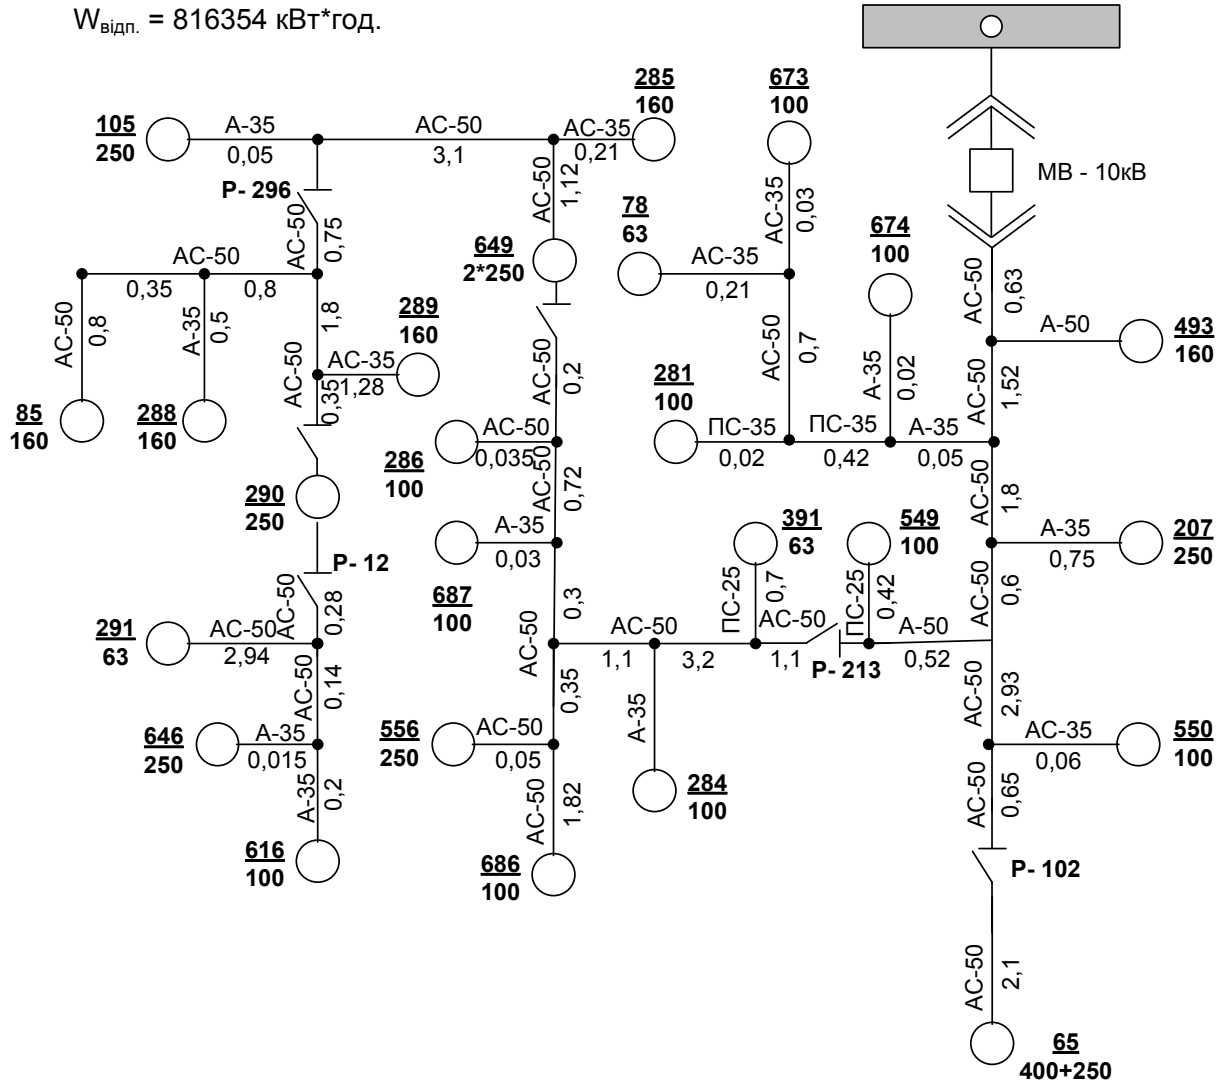 Wвідп. = 816354 кВт*год.
МВ - 10кВ
105
250
А-35
0,05
АС-50
3,1
АС-35
0,21
285
160
673
100
Р- 296
АС-50
0,75
АС-50
1,12
649
2*250
78
63
АС-35
0,21
АС-35
0,03
674
100
АС-50
0,63
АС-50
0,35
0,8
АС-50
0,8
А-35
0,5
1,8
АС-50
0,35
289
160
АС-35
1,28
85
160
288
160
АС-50
0,2
АС-50
0,7
А-35
0,02
А-50
493
160
АС-50
1,52
281
100
ПС-35
0,02
ПС-35
0,42
А-35
0,05
286
100
АС-50
0,035
АС-50
0,72
290
250
АС-50
1,8
Р- 12
687
100
А-35
0,03
391
63
549
100
А-35
0,75
207
250
АС-50
0,28
0,3
ПС-25
0,7
ПС-25
0,42
АС-50
0,6
291
63
АС-50
2,94
АС-50
АС-50
1,1
3,2
АС-50
1,1
Р- 213
А-50
0,52
АС-50
0,14
0,35
А-35
АС-50
2,93
646
250
А-35
0,015
556
250
АС-50
0,05
284
100
АС-35
0,06
550
100
А-35
0,2
АС-50
1,82
АС-50
0,65
616
100
686
100
Р- 102
АС-50
2,1
65
400+250